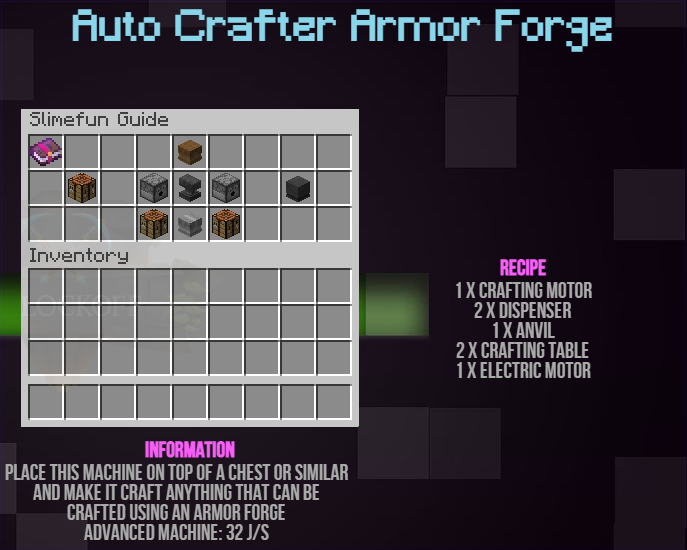 Auto Crafter Armor Forge
Slimefun Guide
Inventory
LOCKOFF
RECIPE
1 X CRAFTING MOTOR
2 X DISPENSER
1 X ANVIL
2 X CRAFTING TABLE
1 X ELECTRIC MOTOR
INFORMATION
PLACE THIS MACHINE ON TOP OF A CHEST OR SIMILAR
AND MAKE IT CRAFT ANYTHING THAT CAN BE
CRAFTED USING AN ARMOR FORGE
ADVANCED MACHINE: 32 J/S